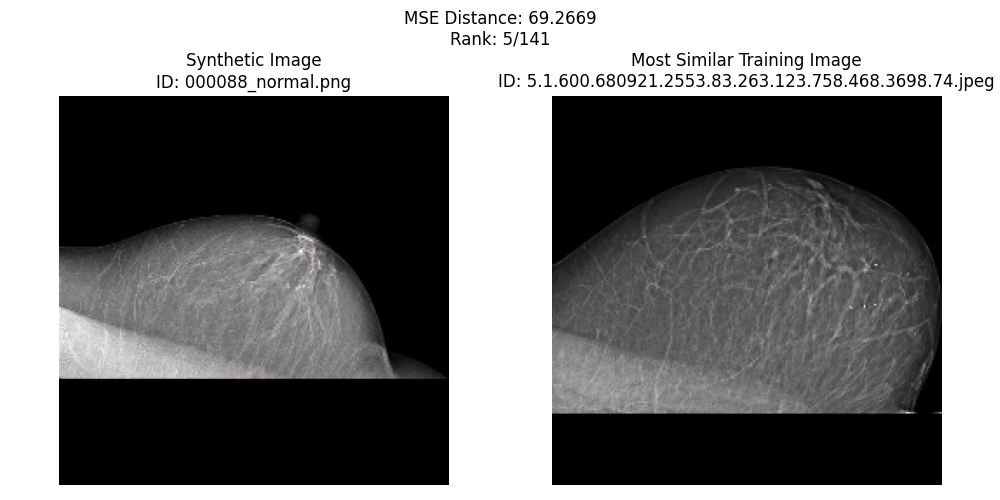 MSE Distance: 69.2669
Rank: 5/141
Synthetic Image
ID: 000088_normal.png
Most Similar Training Image
ID: 5.1.600.680921.2553.83.263.123.758.468.3698.74.jpeg